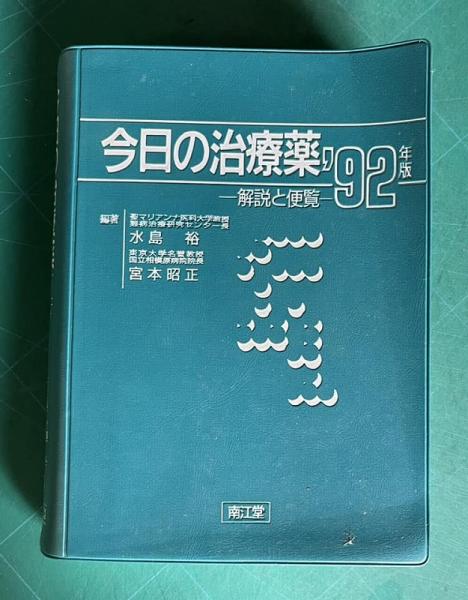 今日の治療薬,'92年版
―解説と便覧―
編著
聖マリアンナ医科大学教授
難病治療研究センター長
水島 裕
東京大学名誉教授
国立相模原病院院長
宮本昭正
南江堂